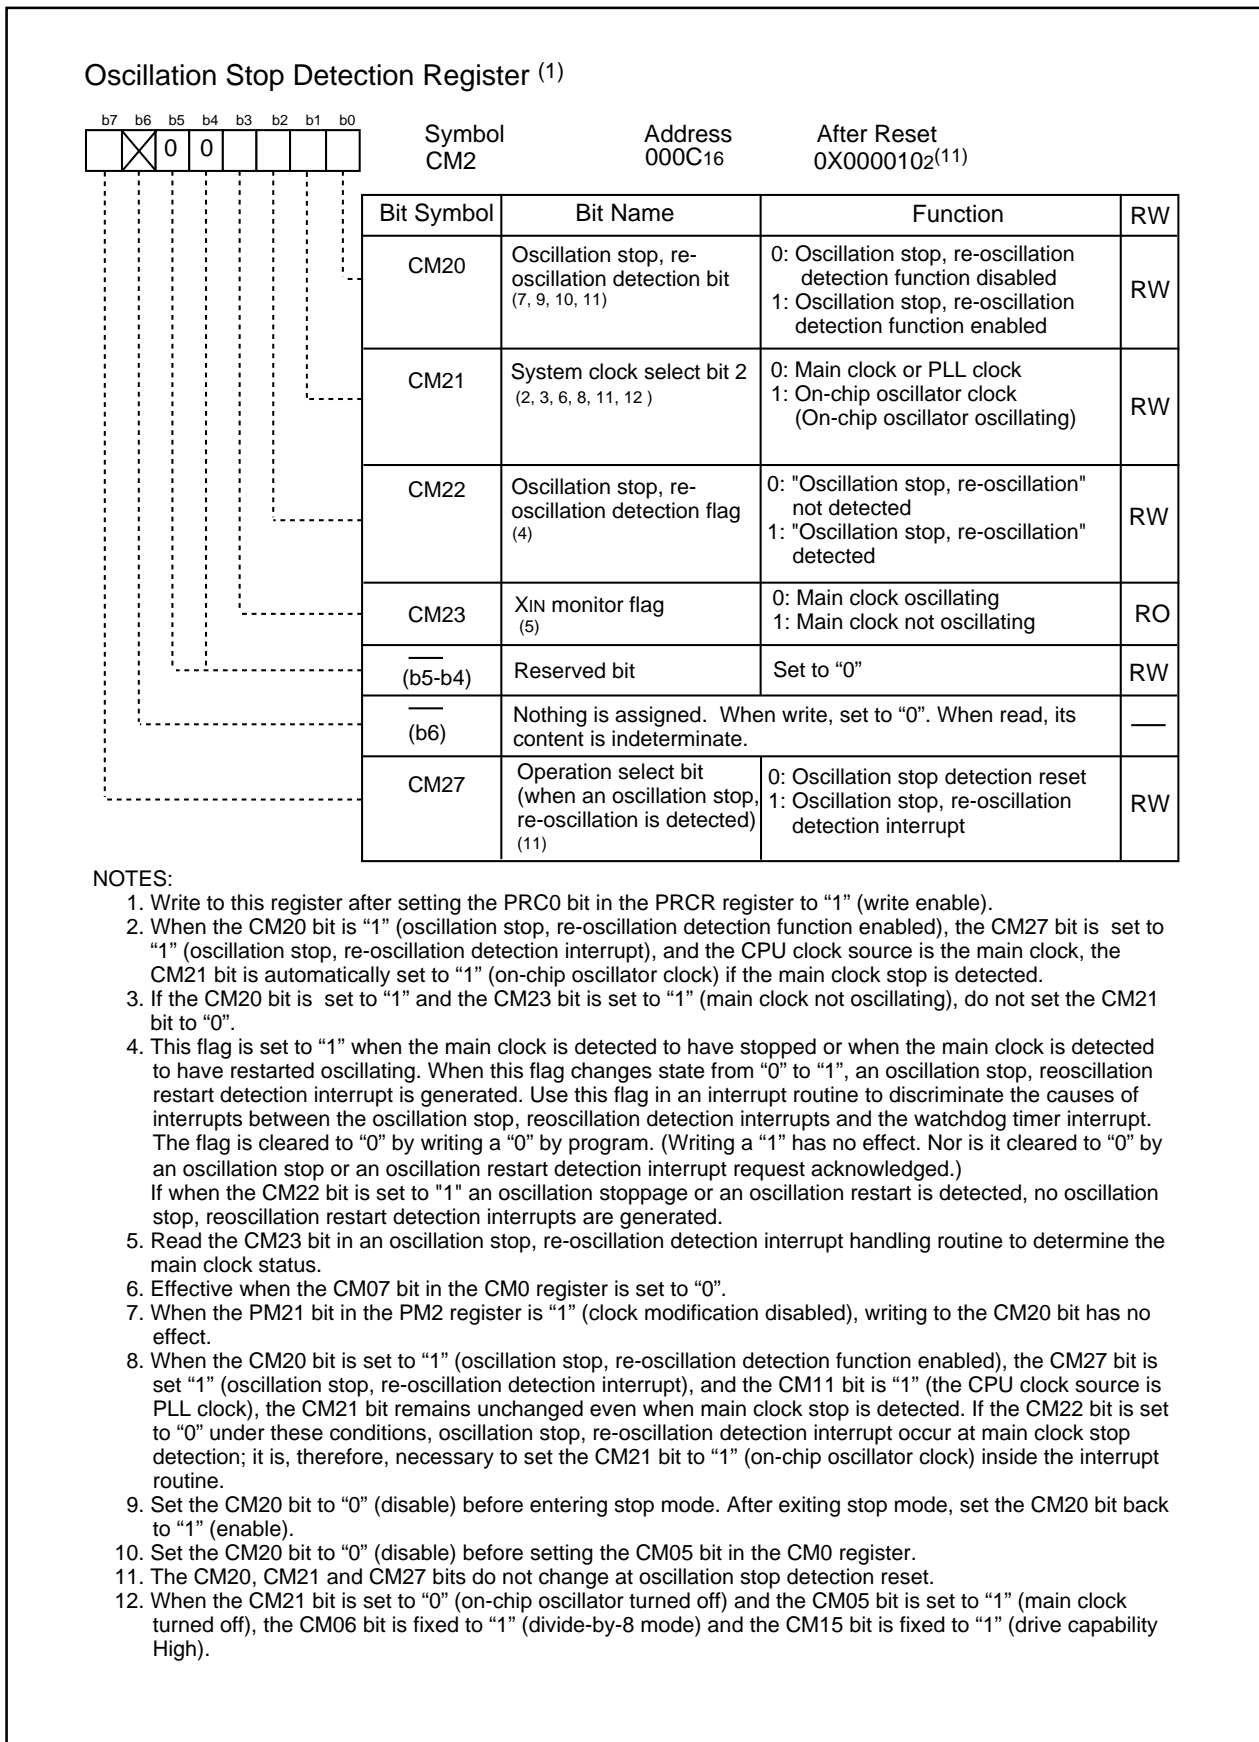 Oscillation Stop Detection Register (1)
b7 b6 b5 b4 b3 b2 b1 b0
0 0
Symbol Address After Reset
CM2 000C16 0X0000102(11)
Bit Symbol Bit Name Function RW
CM20 Oscillation stop, re-oscillation detection bit (7, 9, 10, 11) 0: Oscillation stop, re-oscillation detection function disabled 1: Oscillation stop, re-oscillation detection function enabled RW
CM21 System clock select bit 2 (2, 3, 6, 8, 11, 12 ) 0: Main clock or PLL clock 1: On-chip oscillator clock (On-chip oscillator oscillating) RW
CM22 Oscillation stop, re-oscillation detection flag (4) 0: "Oscillation stop, re-oscillation" not detected 1: "Oscillation stop, re-oscillation" detected RW
CM23 XIN monitor flag (5) 0: Main clock oscillating 1: Main clock not oscillating RO
(b5-b4) Reserved bit Set to “0” RW
(b6) Nothing is assigned. When write, set to “0”. When read, its content is indeterminate.
CM27 Operation select bit (when an oscillation stop, re-oscillation is detected) (11) 0: Oscillation stop detection reset 1: Oscillation stop, re-oscillation detection interrupt RW
NOTES:
1. Write to this register after setting the PRC0 bit in the PRCR register to “1” (write enable).
2. When the CM20 bit is “1” (oscillation stop, re-oscillation detection function enabled), the CM27 bit is set to
“1” (oscillation stop, re-oscillation detection interrupt), and the CPU clock source is the main clock, the
CM21 bit is automatically set to “1” (on-chip oscillator clock) if the main clock stop is detected.
3. If the CM20 bit is set to “1” and the CM23 bit is set to “1” (main clock not oscillating), do not set the CM21
bit to “0”.
4. This flag is set to “1” when the main clock is detected to have stopped or when the main clock is detected
to have restarted oscillating. When this flag changes state from “0” to “1”, an oscillation stop, reoscillation
restart detection interrupt is generated. Use this flag in an interrupt routine to discriminate the causes of
interrupts between the oscillation stop, reoscillation detection interrupts and the watchdog timer interrupt.
The flag is cleared to “0” by writing a “0” by program. (Writing a “1” has no effect. Nor is it cleared to “0” by
an oscillation stop or an oscillation restart detection interrupt request acknowledged.)
If when the CM22 bit is set to "1" an oscillation stoppage or an oscillation restart is detected, no oscillation
stop, reoscillation restart detection interrupts are generated.
5. Read the CM23 bit in an oscillation stop, re-oscillation detection interrupt handling routine to determine the
main clock status.
6. Effective when the CM07 bit in the CM0 register is set to “0”.
7. When the PM21 bit in the PM2 register is “1” (clock modification disabled), writing to the CM20 bit has no
effect.
8. When the CM20 bit is set to “1” (oscillation stop, re-oscillation detection function enabled), the CM27 bit is
set “1” (oscillation stop, re-oscillation detection interrupt), and the CM11 bit is “1” (the CPU clock source is
PLL clock), the CM21 bit remains unchanged even when main clock stop is detected. If the CM22 bit is set
to “0” under these conditions, oscillation stop, re-oscillation detection interrupt occur at main clock stop
detection; it is, therefore, necessary to set the CM21 bit to “1” (on-chip oscillator clock) inside the interrupt
routine.
9. Set the CM20 bit to “0” (disable) before entering stop mode. After exiting stop mode, set the CM20 bit back
to “1” (enable).
10. Set the CM20 bit to “0” (disable) before setting the CM05 bit in the CM0 register.
11. The CM20, CM21 and CM27 bits do not change at oscillation stop detection reset.
12. When the CM21 bit is set to “0” (on-chip oscillator turned off) and the CM05 bit is set to “1” (main clock
turned off), the CM06 bit is fixed to “1” (divide-by-8 mode) and the CM15 bit is fixed to “1” (drive capability
High).